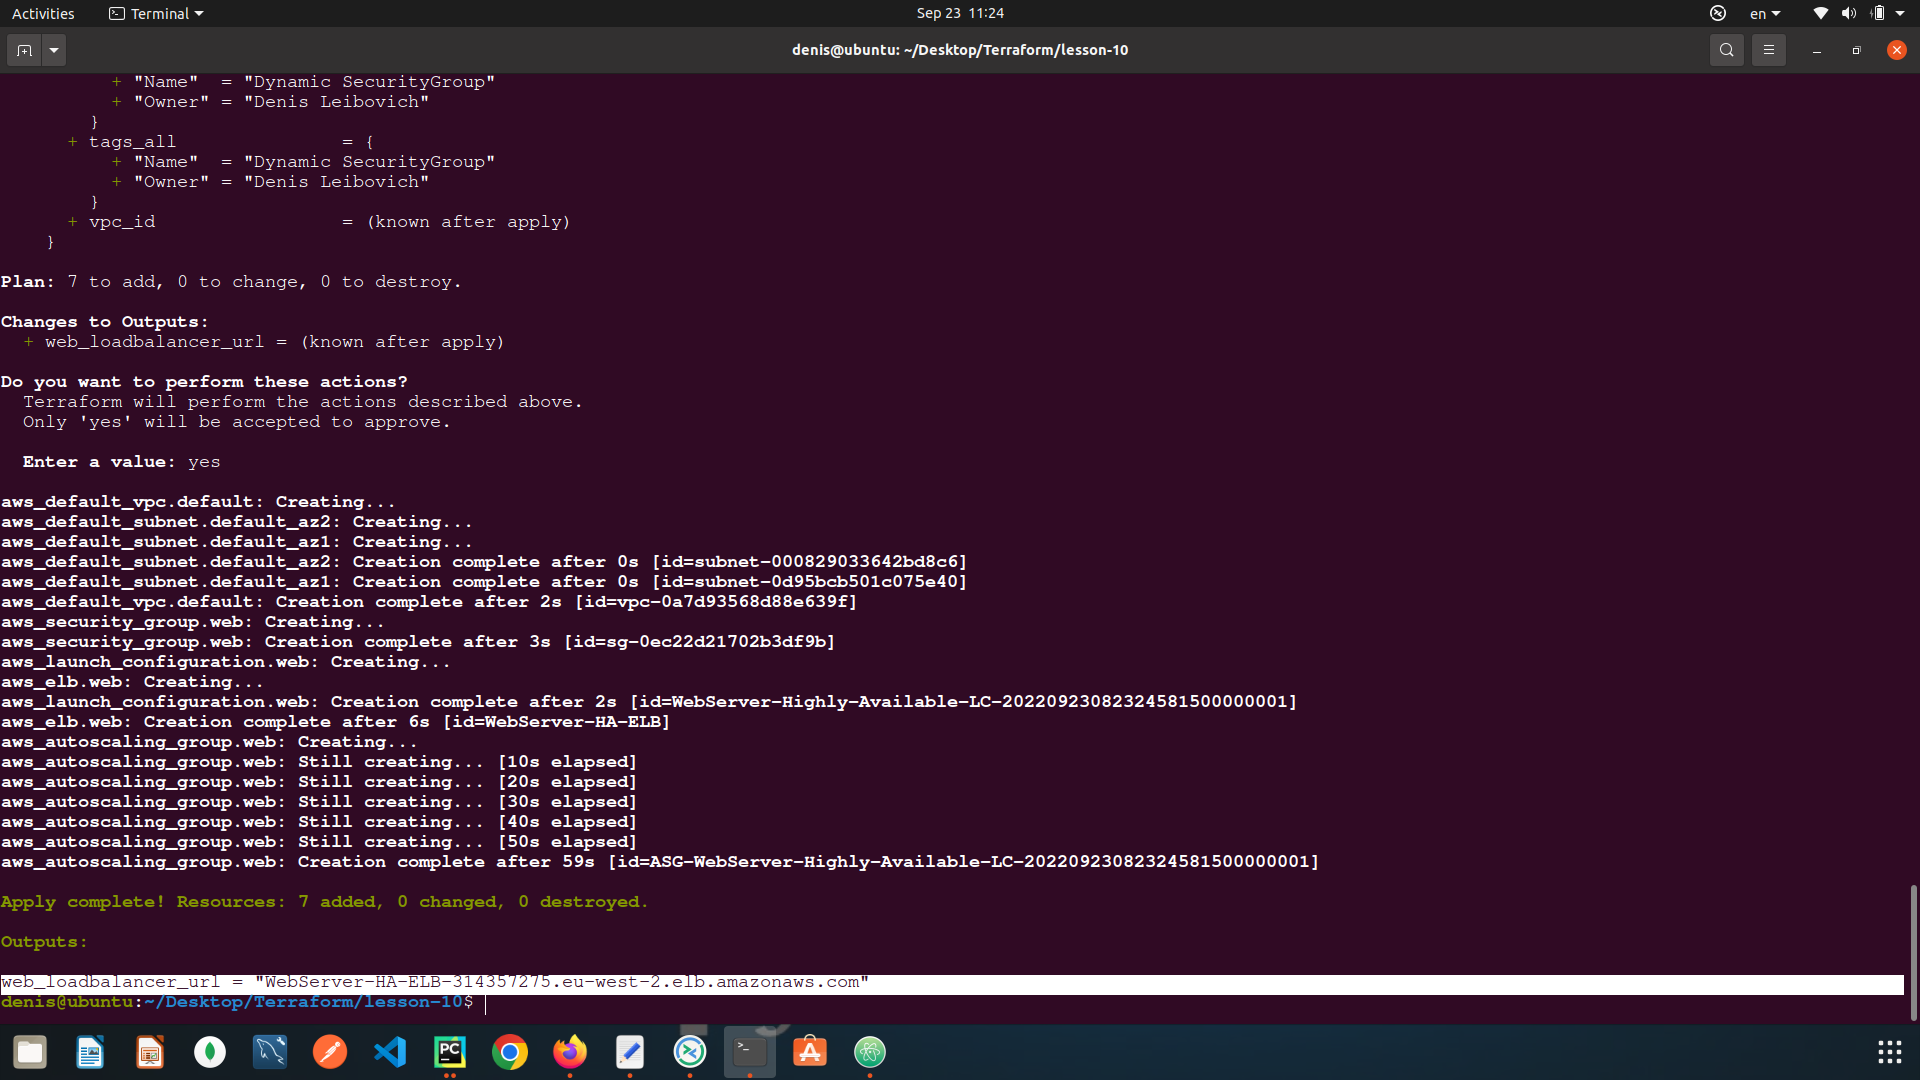 Activities Terminal Sep 23 11:24 en
denis@ubuntu: ~/Desktop/Terraform/lesson-10
+ "Name"  = "Dynamic SecurityGroup"
+ "Owner" = "Denis Leibovich"
}
+ tags_all               = {
+ "Name"  = "Dynamic SecurityGroup"
+ "Owner" = "Denis Leibovich"
}
+ vpc_id                 = (known after apply)
}
Plan: 7 to add, 0 to change, 0 to destroy.
Changes to Outputs:
+ web_loadbalancer_url = (known after apply)
Do you want to perform these actions?
Terraform will perform the actions described above.
Only 'yes' will be accepted to approve.
Enter a value: yes
aws_default_vpc.default: Creating...
aws_default_subnet.default_az2: Creating...
aws_default_subnet.default_az1: Creating...
aws_default_subnet.default_az2: Creation complete after 0s [id=subnet-000829033642bd8c6]
aws_default_subnet.default_az1: Creation complete after 0s [id=subnet-0d95bcb501c075e40]
aws_default_vpc.default: Creation complete after 2s [id=vpc-0a7d93568d88e639f]
aws_security_group.web: Creating...
aws_security_group.web: Creation complete after 3s [id=sg-0ec22d21702b3df9b]
aws_launch_configuration.web: Creating...
aws_elb.web: Creating...
aws_launch_configuration.web: Creation complete after 2s [id=WebServer-Highly-Available-LC-20220923082324581500000001]
aws_elb.web: Creation complete after 6s [id=WebServer-HA-ELB]
aws_autoscaling_group.web: Creating...
aws_autoscaling_group.web: Still creating... [10s elapsed]
aws_autoscaling_group.web: Still creating... [20s elapsed]
aws_autoscaling_group.web: Still creating... [30s elapsed]
aws_autoscaling_group.web: Still creating... [40s elapsed]
aws_autoscaling_group.web: Still creating... [50s elapsed]
aws_autoscaling_group.web: Creation complete after 59s [id=ASG-WebServer-Highly-Available-LC-20220923082324581500000001]
Apply complete! Resources: 7 added, 0 changed, 0 destroyed.
Outputs:
web_loadbalancer_url = "WebServer-HA-ELB-314357275.eu-west-2.elb.amazonaws.com"
denis@ubuntu:~/Desktop/Terraform/lesson-10$
PC